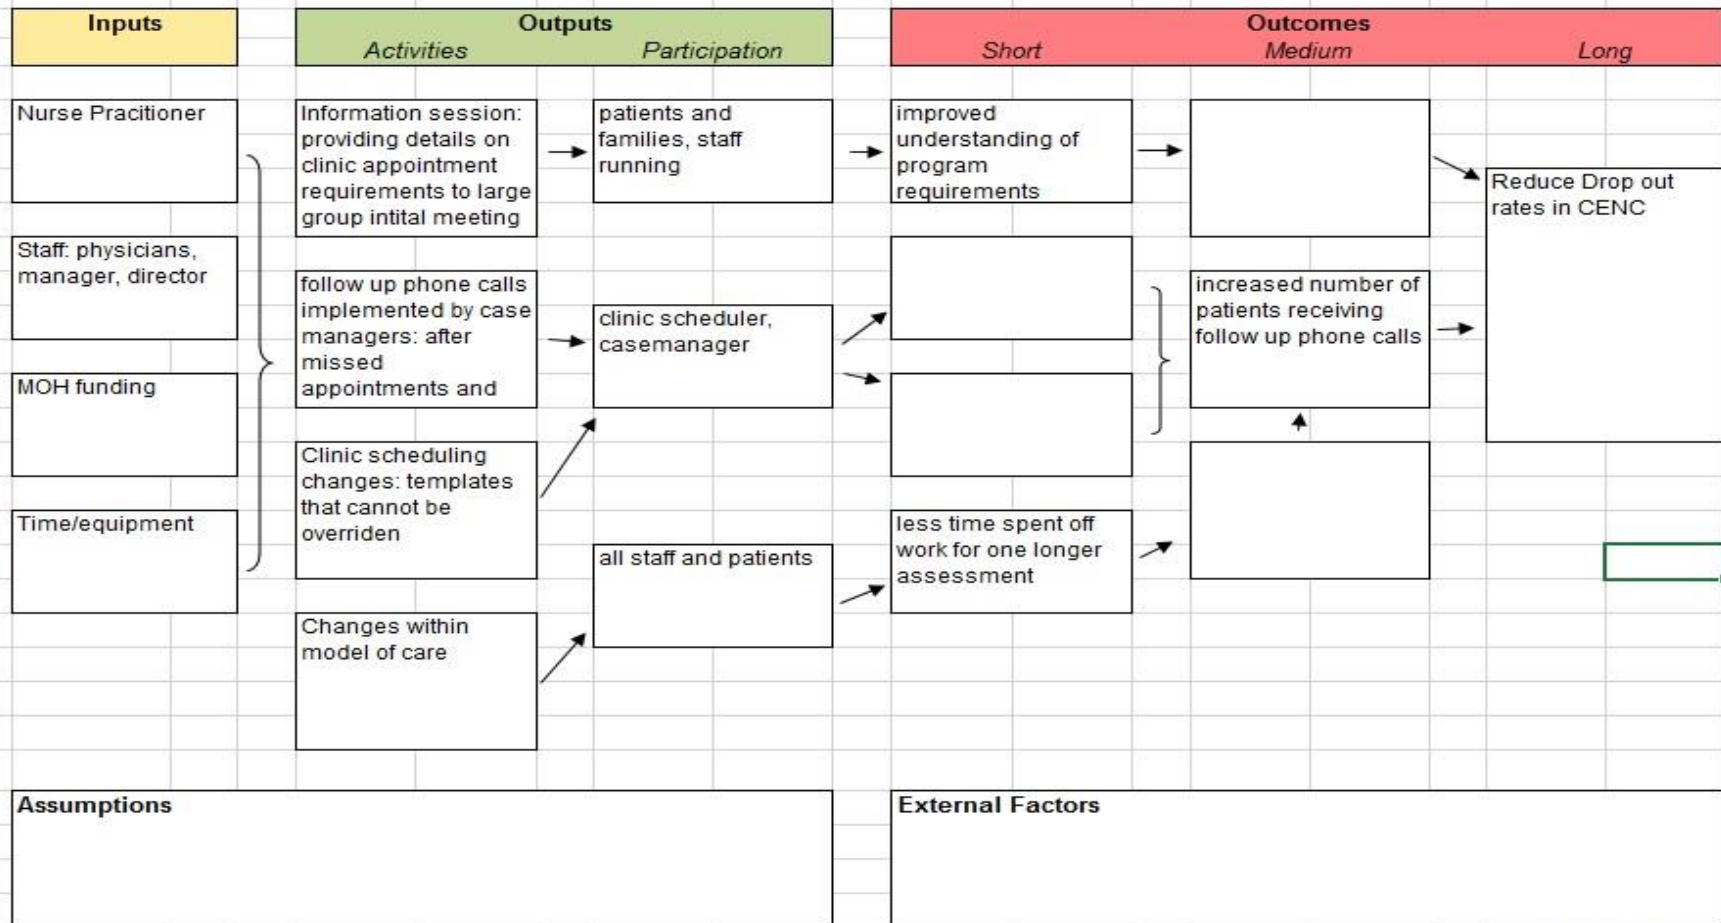 Inputs
Outputs
Activities
Participation
Outcomes
Short
Medium
Long
Nurse Pracitioner
Staff: physicians,
manager, director
MOH funding
Time/equipment
Information session:
providing details on
clinic appointment
requirements to large
group intital meeting
follow up phone calls
implemented by case
managers: after
missed
appointments and
Clinic scheduling
changes: templates
that cannot be
overriden
Changes within
model of care
patients and
families, staff
running
clinic scheduler,
casemanager
all staff and patients
improved
understanding of
program
requirements
less time spent off
work for one longer
assessment
increased number of
patients receiving
follow up phone calls
Reduce Drop out
rates in CENC
Assumptions
External Factors